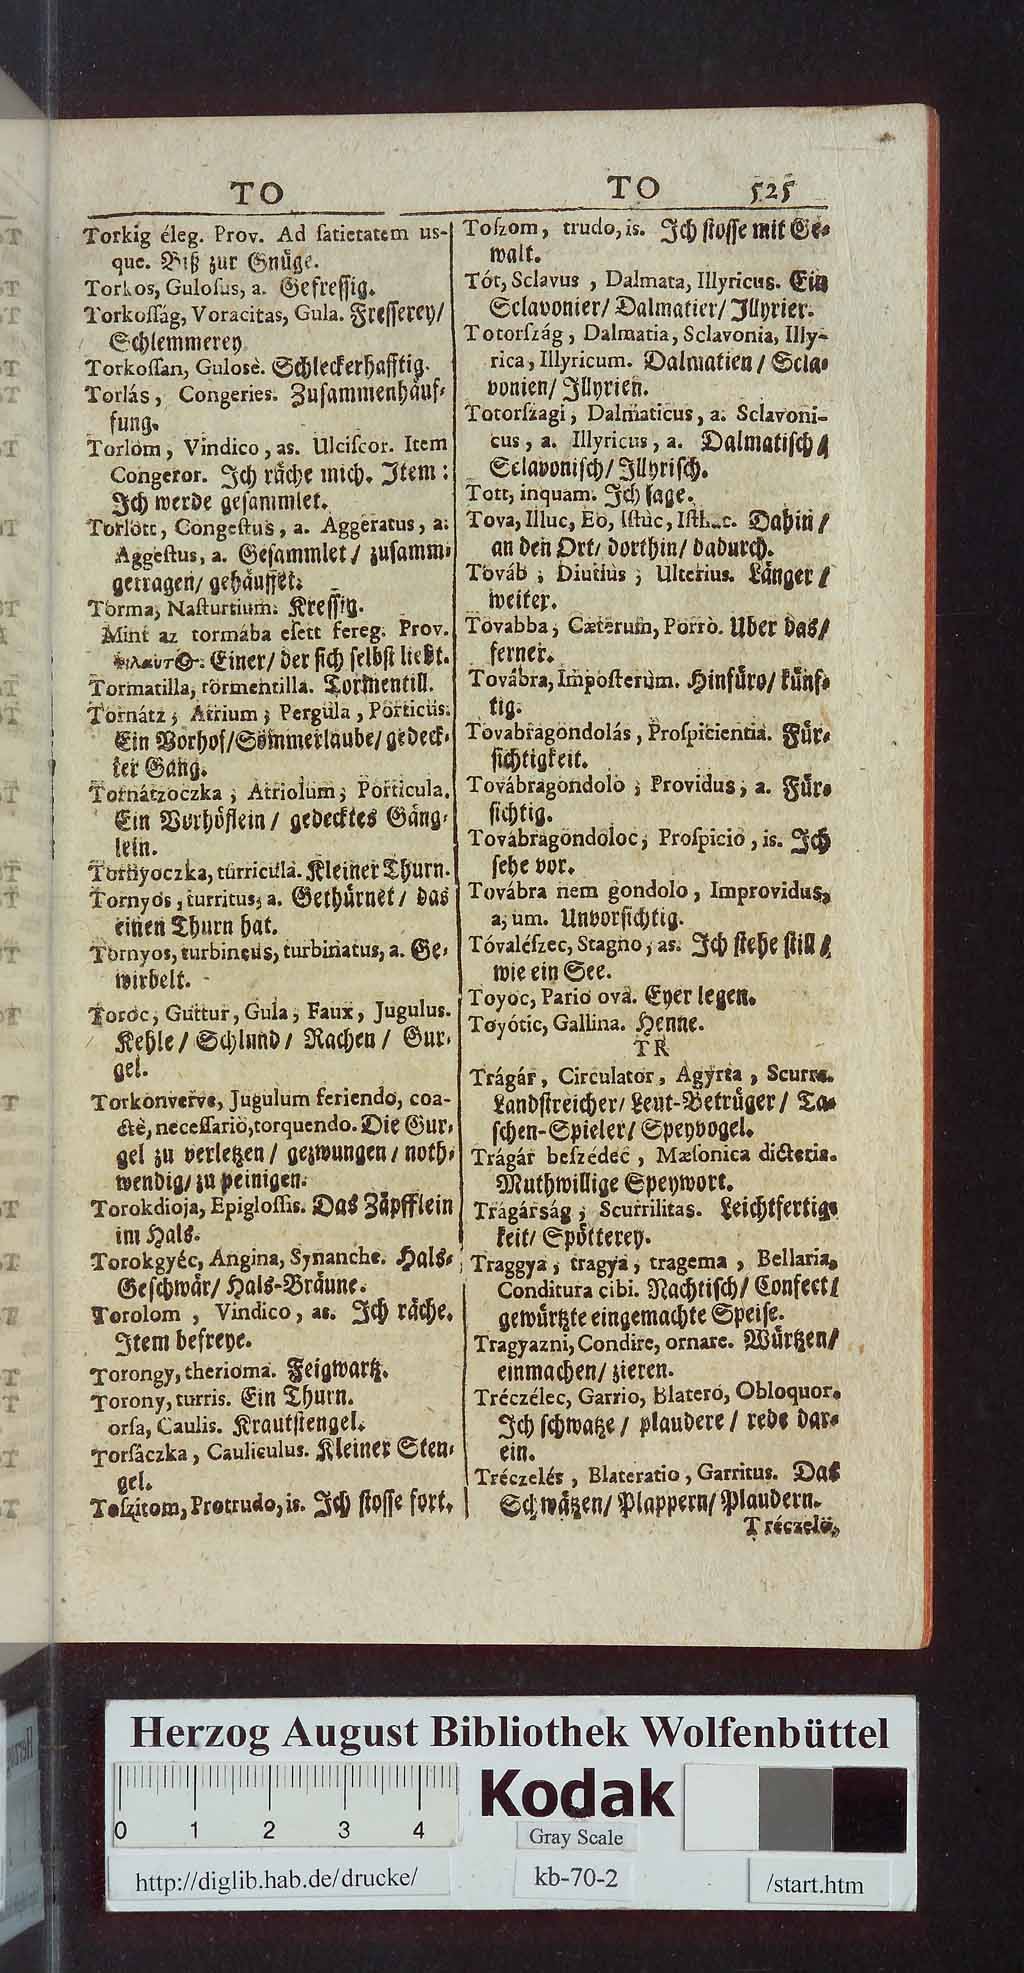 TO
Torkig éleg. Prov. Ad satietatem us-
que. Biß zur Gnüge.
Torkos, Gulosus, a. Gefressig.
Torkosság, Voracitas, Gula. Fresserey/
Schlemmerey
Torkossan, Gulosè. Schleckerhafftig.
Torlás, Congeries. Zusammenhäuf-
fung.
Torlom, Vindico, as. Ulciscor. Item
Congeror. Ich räche mich. Item:
Ich werde gesammlet.
Torlott, Congestus, a. Aggeratus, a.
Aggestus, a. Gesammlet/ zusamm-
getragen/ gehäuffet.
Torma, Nasturtium. Kressig.
Mint az tormába esett fereg. Prov.
Einer/ der sich selbst liebt.
Tormatilla, tormentilla. Tormentill.
Tornátz, Atrium, Pergula, Porticus.
Ein Vorhof/ Sommerlaube/ gedeck-
ter Gang.
Tornátzoczka, Atriolum, Porticula.
Ein Vorhöflein/ gedecktes Gäng-
lein.
Tornyoczka, turricula. Kleiner Thurn.
Tornyos, turritus, a. Gethürnet/ das
einen Thurn hat.
Tornyos, turbineus, turbinatus, a. Ge-
wirbelt.
Toroc, Guttur, Gula, Faux, Jugulus.
Kehle/ Schlund/ Rachen/ Gur-
gel.
Torkonverve, Jugulum feriendo, coa-
ctè, necessariò, torquendo. Die Gur-
gel zu verletzen/ gezwungen/ noth-
wendig/ zu peinigen.
Torokdioja, Epiglossis. Das Zäpfflein
im Hals.
Torokgyéc, Angina, Synanche. Hals-
Geschwär/ Hals-Bräune.
Torolom, Vindico, as. Ich räche.
Item befreye.
Torongy, therioma. Feigwartz.
Torony, turris. Ein Thurn.
orsa, Caulis. Krautstengel.
Torsáczka, Cauliculus. Kleiner Sten-
gel.
Toszitom, Protrudo, is. Ich stosse fort.
TO 525
Toszom, trudo, is. Ich stosse mit Ge-
walt.
Tót, Sclavus, Dalmata, Illyricus. Ein
Sclavonier/ Dalmatier/ Illyrier.
Totország, Dalmatia, Sclavonia, Illy-
rica, Illyricum. Dalmatien/ Scla-
vonien/ Illyrien.
Totorszagi, Dalmaticus, a. Sclavoni-
cus, a. Illyricus, a. Dalmatisch/
Sclavonisch/ Illyrisch.
Tott, inquam. Ich sage.
Tova, Illuc, Eò, Istùc, Isthuc. Dahin/
an den Ort/ dorthin/ dadurch.
Továb, Diutius, Ulterius. Länger/
weiter.
Tovabba, Cæterum, Porrò. Uber das/
ferner.
Továbra, Imposterùm. Hinfüro/ künf-
tig.
Tovabragondolás, Prospicientia. Für-
sichtigkeit.
Továbragondolo, Providus, a. Für-
sichtig.
Továbragondoloc, Prospicio, is. Ich
sehe vor.
Továbra nem gondolo, Improvidus,
a, um. Unvorsichtig.
Tóvalészec, Stagno, as. Ich stehe still/
wie ein See.
Toyoc, Pario ova. Eyer legen.
Toyótic, Gallina. Henne.
TR
Trágár, Circulator, Agyrta, Scurra.
Landstreicher/ Leut-Betrüger/ Ta-
schen-Spieler/ Speyvogel.
Trágár beszédec, Mæsonica dicteria.
Muthwillige Speywort.
Trágárság, Scurrilitas. Leichtfertig-
keit/ Spötterey.
Traggya, tragya, tragema, Bellaria,
Conditura cibi. Nachtisch/ Confect/
gewürtzte eingemachte Speise.
Tragyazni, Condire, ornare. Würtzen/
einmachen/ zieren.
Tréczélec, Garrio, Blatero, Obloquor.
Ich schwatze/ plaudere/ rede dar-
ein.
Tréczelés, Blateratio, Garritus. Das
Schwätzen/ Plappern/ Plaudern.
Tréczelö,
Herzog August Bibliothek Wolfenbüttel
0 1 2 3 4
Kodak
Gray Scale
http://diglib.hab.de/drucke/
kb-70-2
/start.htm